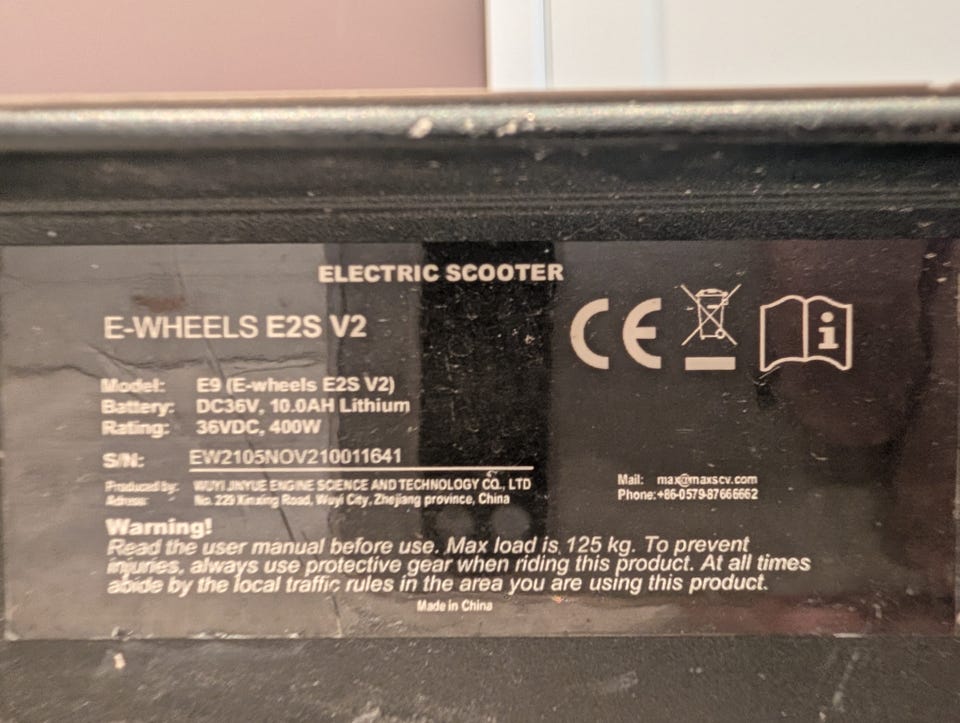 ELECTRIC SCOOTER
E-WHEELS E2S V2
CE
Model: E9 (E-wheels E2S V2)
Battery: DC36V, 10.0AH Lithium
Rating: 36VDC, 400W
S/N: EW2105NOV210011641
Produced by: WUYI JINYUE ENGINE SCIENCE AND TECHNOLOGY CO., LTD
Adress: No. 229 Xinxing Road, Wuyi City, Zhejiang province, China
Mail: max@maxscv.com
Phone:+86-0579-87666662
Warning!
Read the user manual before use. Max load is 125 kg. To prevent
injuries, always use protective gear when riding this product. At all times
abide by the local traffic rules in the area you are using this product.
Made in China